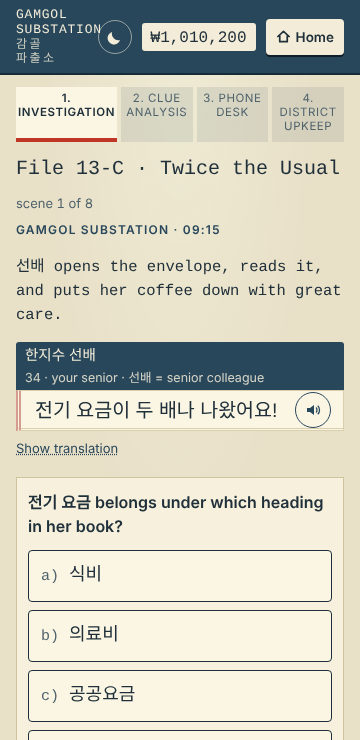 GAMGOL
SUBSTATION
감골
파출소
₩1,010,200
Home
1. INVESTIGATION
2. CLUE ANALYSIS
3. PHONE DESK
4. DISTRICT UPKEEP
File 13-C · Twice the Usual
scene 1 of 8
GAMGOL SUBSTATION · 09:15
선배 opens the envelope, reads it,
and puts her coffee down with great
care.
한지수 선배
34 · your senior · 선배 = senior colleague
전기 요금이 두 배나 나왔어요!
Show translation
전기 요금 belongs under which heading
in her book?
a) 식비
b) 의료비
c) 공공요금